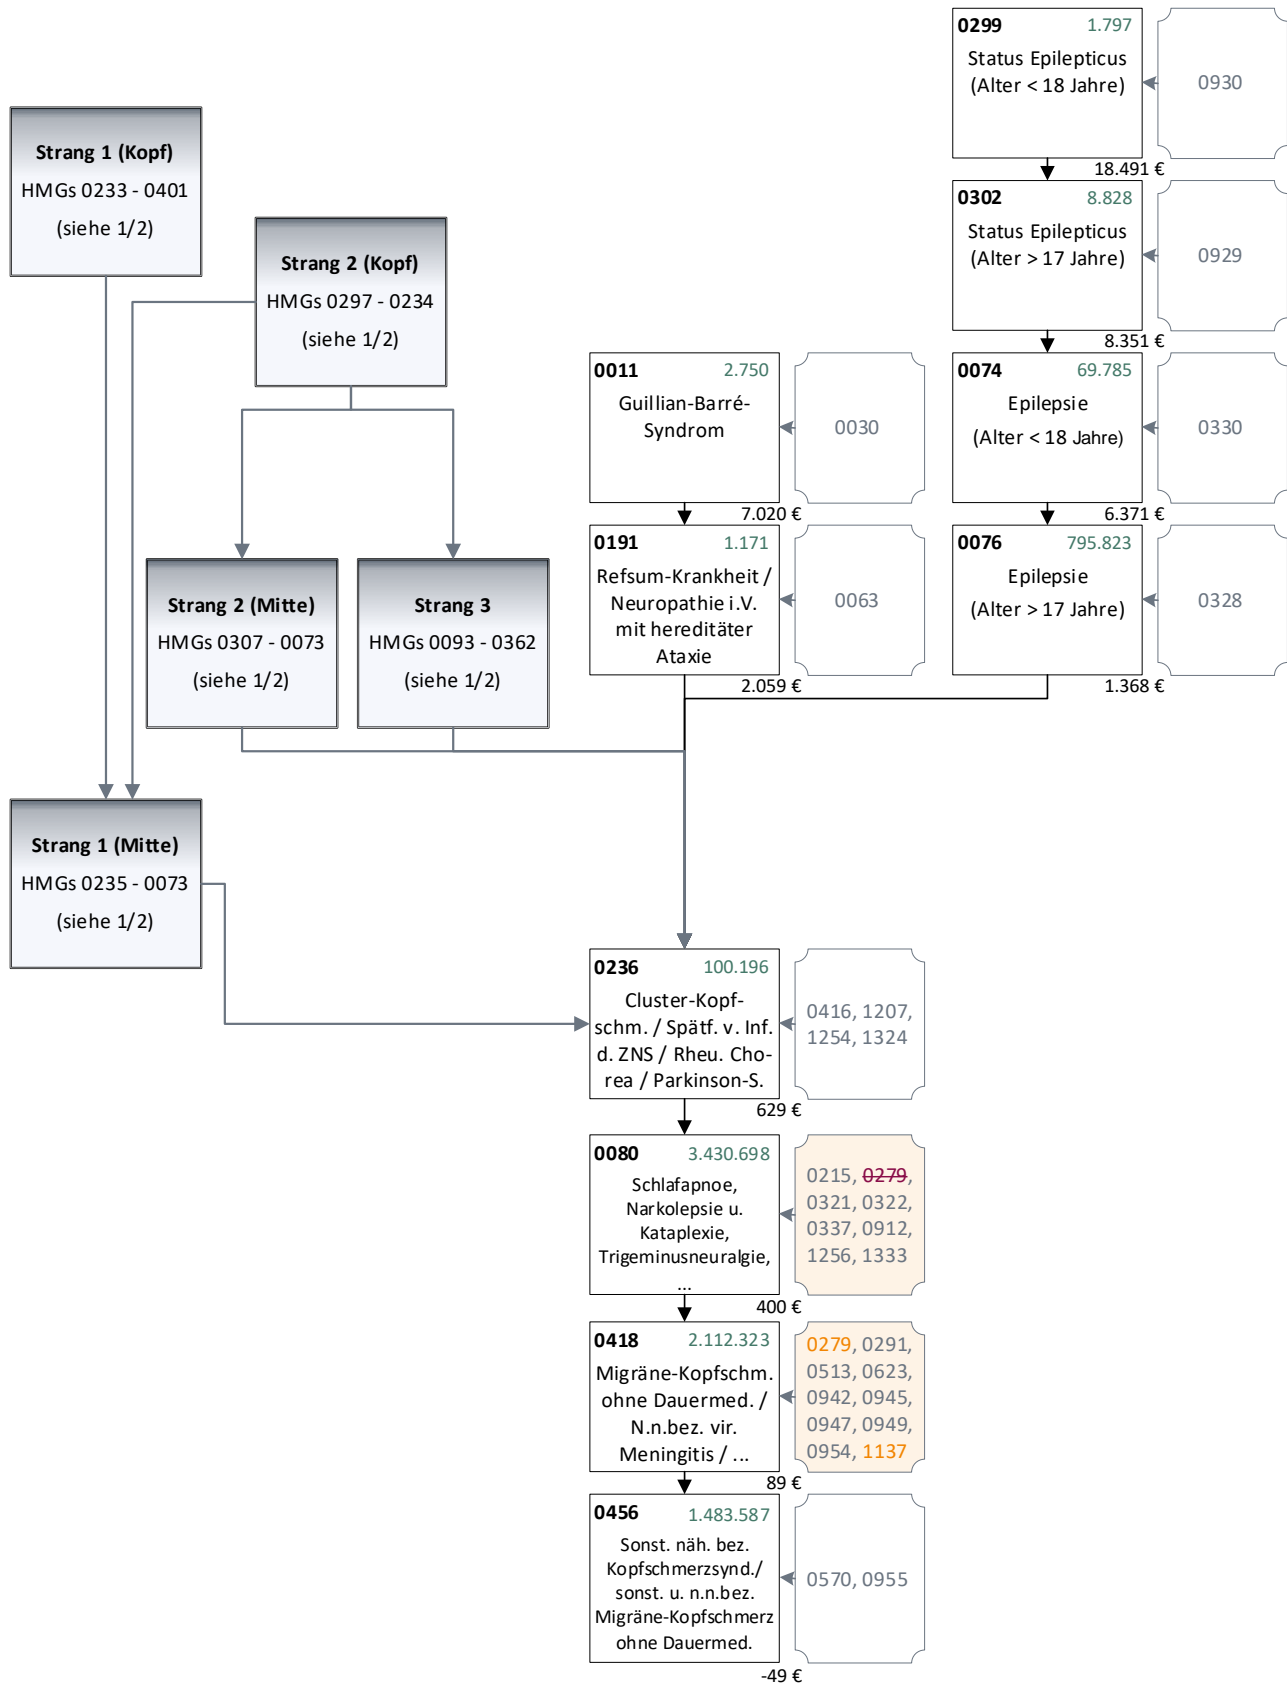 0299 1.797
Status Epilepticus
(Alter < 18 Jahre)
0930
18.491 €
Strang 1 (Kopf)
HMGs 0233 - 0401
(siehe 1/2)
0302 8.828
Status Epilepticus
(Alter > 17 Jahre)
0929
8.351 €
Strang 2 (Kopf)
HMGs 0297 - 0234
(siehe 1/2)
0011 2.750
Guillian-Barré-
Syndrom
0030
7.020 €
0074 69.785
Epilepsie
(Alter < 18 Jahre)
0330
6.371 €
0191 1.171
Refsum-Krankheit /
Neuropathie i.V.
mit hereditäter
Ataxie
0063
2.059 €
0076 795.823
Epilepsie
(Alter > 17 Jahre)
0328
1.368 €
Strang 2 (Mitte)
HMGs 0307 - 0073
(siehe 1/2)
Strang 3
HMGs 0093 - 0362
(siehe 1/2)
Strang 1 (Mitte)
HMGs 0235 - 0073
(siehe 1/2)
0236 100.196
Cluster-Kopf-
schm. / Spätf. v. Inf.
d. ZNS / Rheu. Cho-
rea / Parkinson-S.
0416, 1207,
1254, 1324
629 €
0080 3.430.698
Schlafapnoe,
Narkolepsie u.
Kataplexie,
Trigeminusneuralgie,
...
0215, 0279,
0321, 0322,
0337, 0912,
1256, 1333
400 €
0418 2.112.323
Migräne-Kopfschm.
ohne Dauermed. /
N.n.bez. vir.
Meningitis / ...
0279, 0291,
0513, 0623,
0942, 0945,
0947, 0949,
0954, 1137
89 €
0456 1.483.587
Sonst. näh. bez.
Kopfschmerzsynd./
sonst. u. n.n.bez.
Migräne-Kopfschmerz
ohne Dauermed.
0570, 0955
-49 €